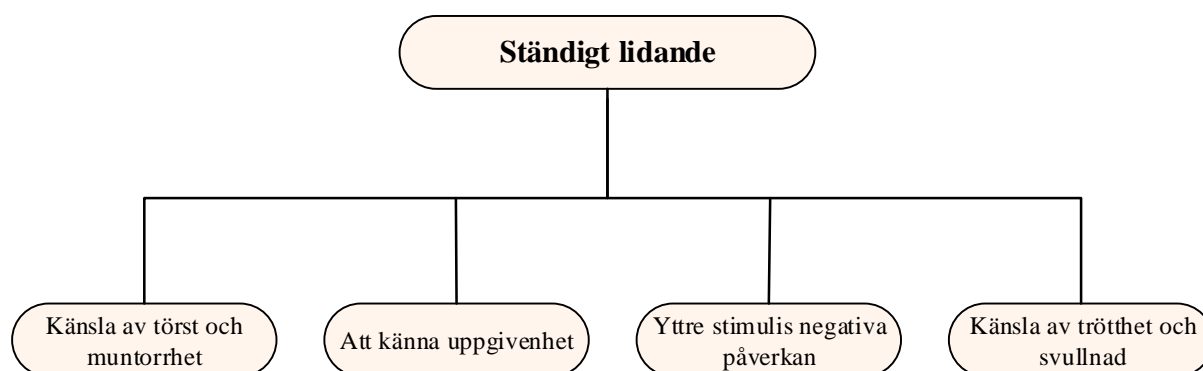 Ständigt lidande
Känsla av törst och
muntorrhet
Att känna uppgivenhet
Yttre stimulis negativa
påverkan
Känsla av trötthet och
svullnad